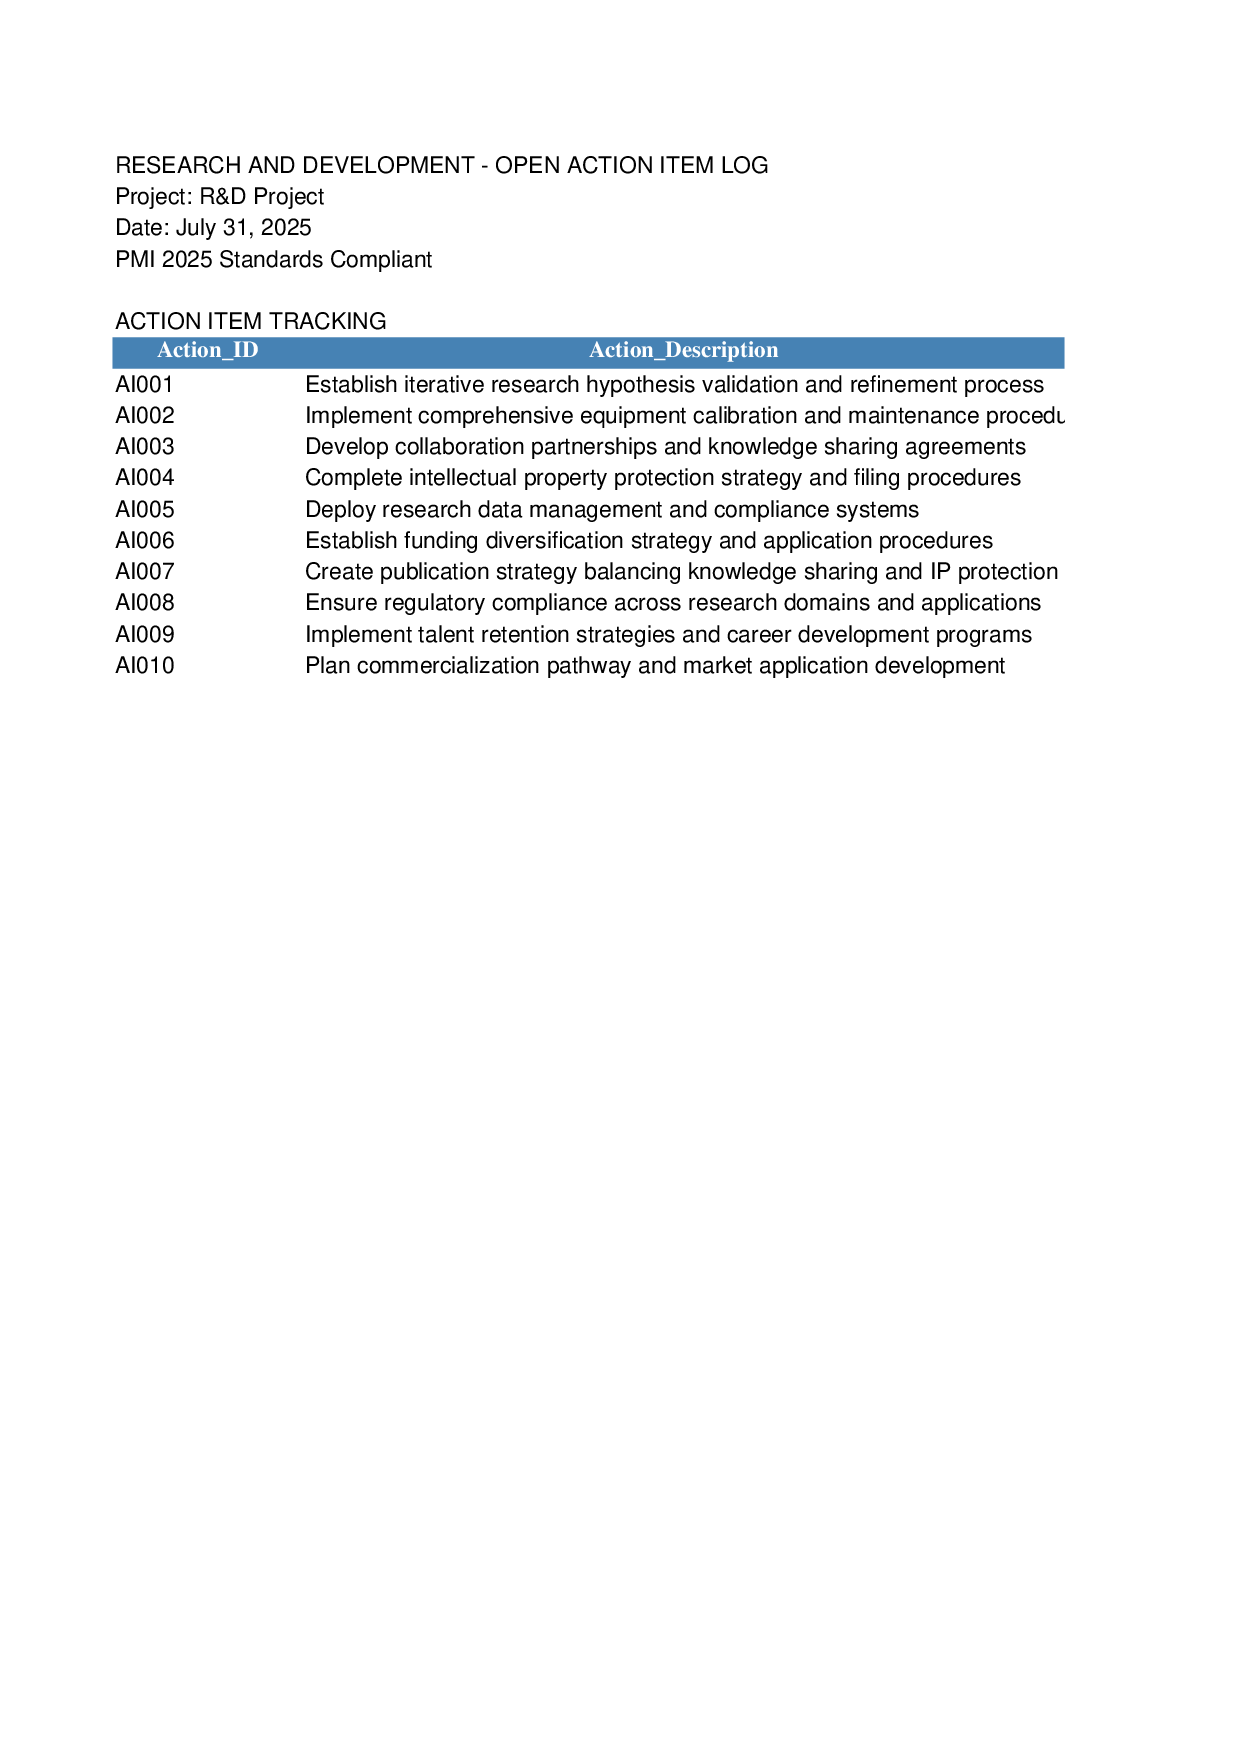 RESEARCH AND DEVELOPMENT - OPEN ACTION ITEM LOG
Project: R&D Project
Date: July 31, 2025
PMI 2025 Standards Compliant
ACTION ITEM TRACKING
Action_ID Action_Description
AI001 Establish iterative research hypothesis validation and refinement process
AI002 Implement comprehensive equipment calibration and maintenance procedu
AI003 Develop collaboration partnerships and knowledge sharing agreements
AI004 Complete intellectual property protection strategy and filing procedures
AI005 Deploy research data management and compliance systems
AI006 Establish funding diversification strategy and application procedures
AI007 Create publication strategy balancing knowledge sharing and IP protection
AI008 Ensure regulatory compliance across research domains and applications
AI009 Implement talent retention strategies and career development programs
AI010 Plan commercialization pathway and market application development